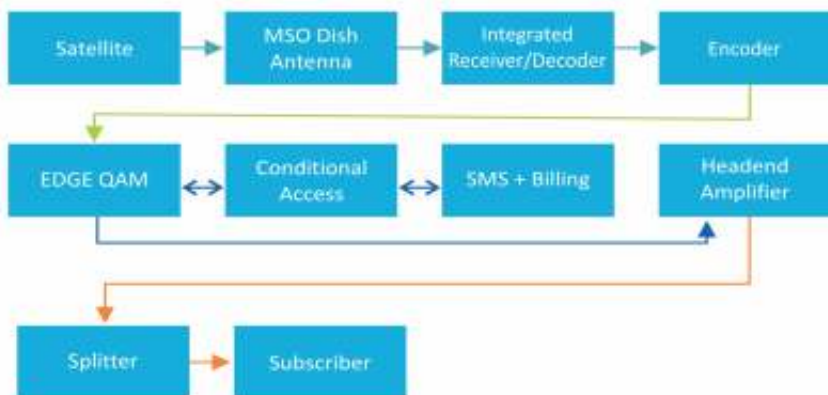 Satellite
MSO Dish
Antenna
Integrated
Receiver/Decoder
Encoder
EDGE QAM
Conditional
Access
SMS + Billing
Headend
Amplifier
Splitter
Subscriber